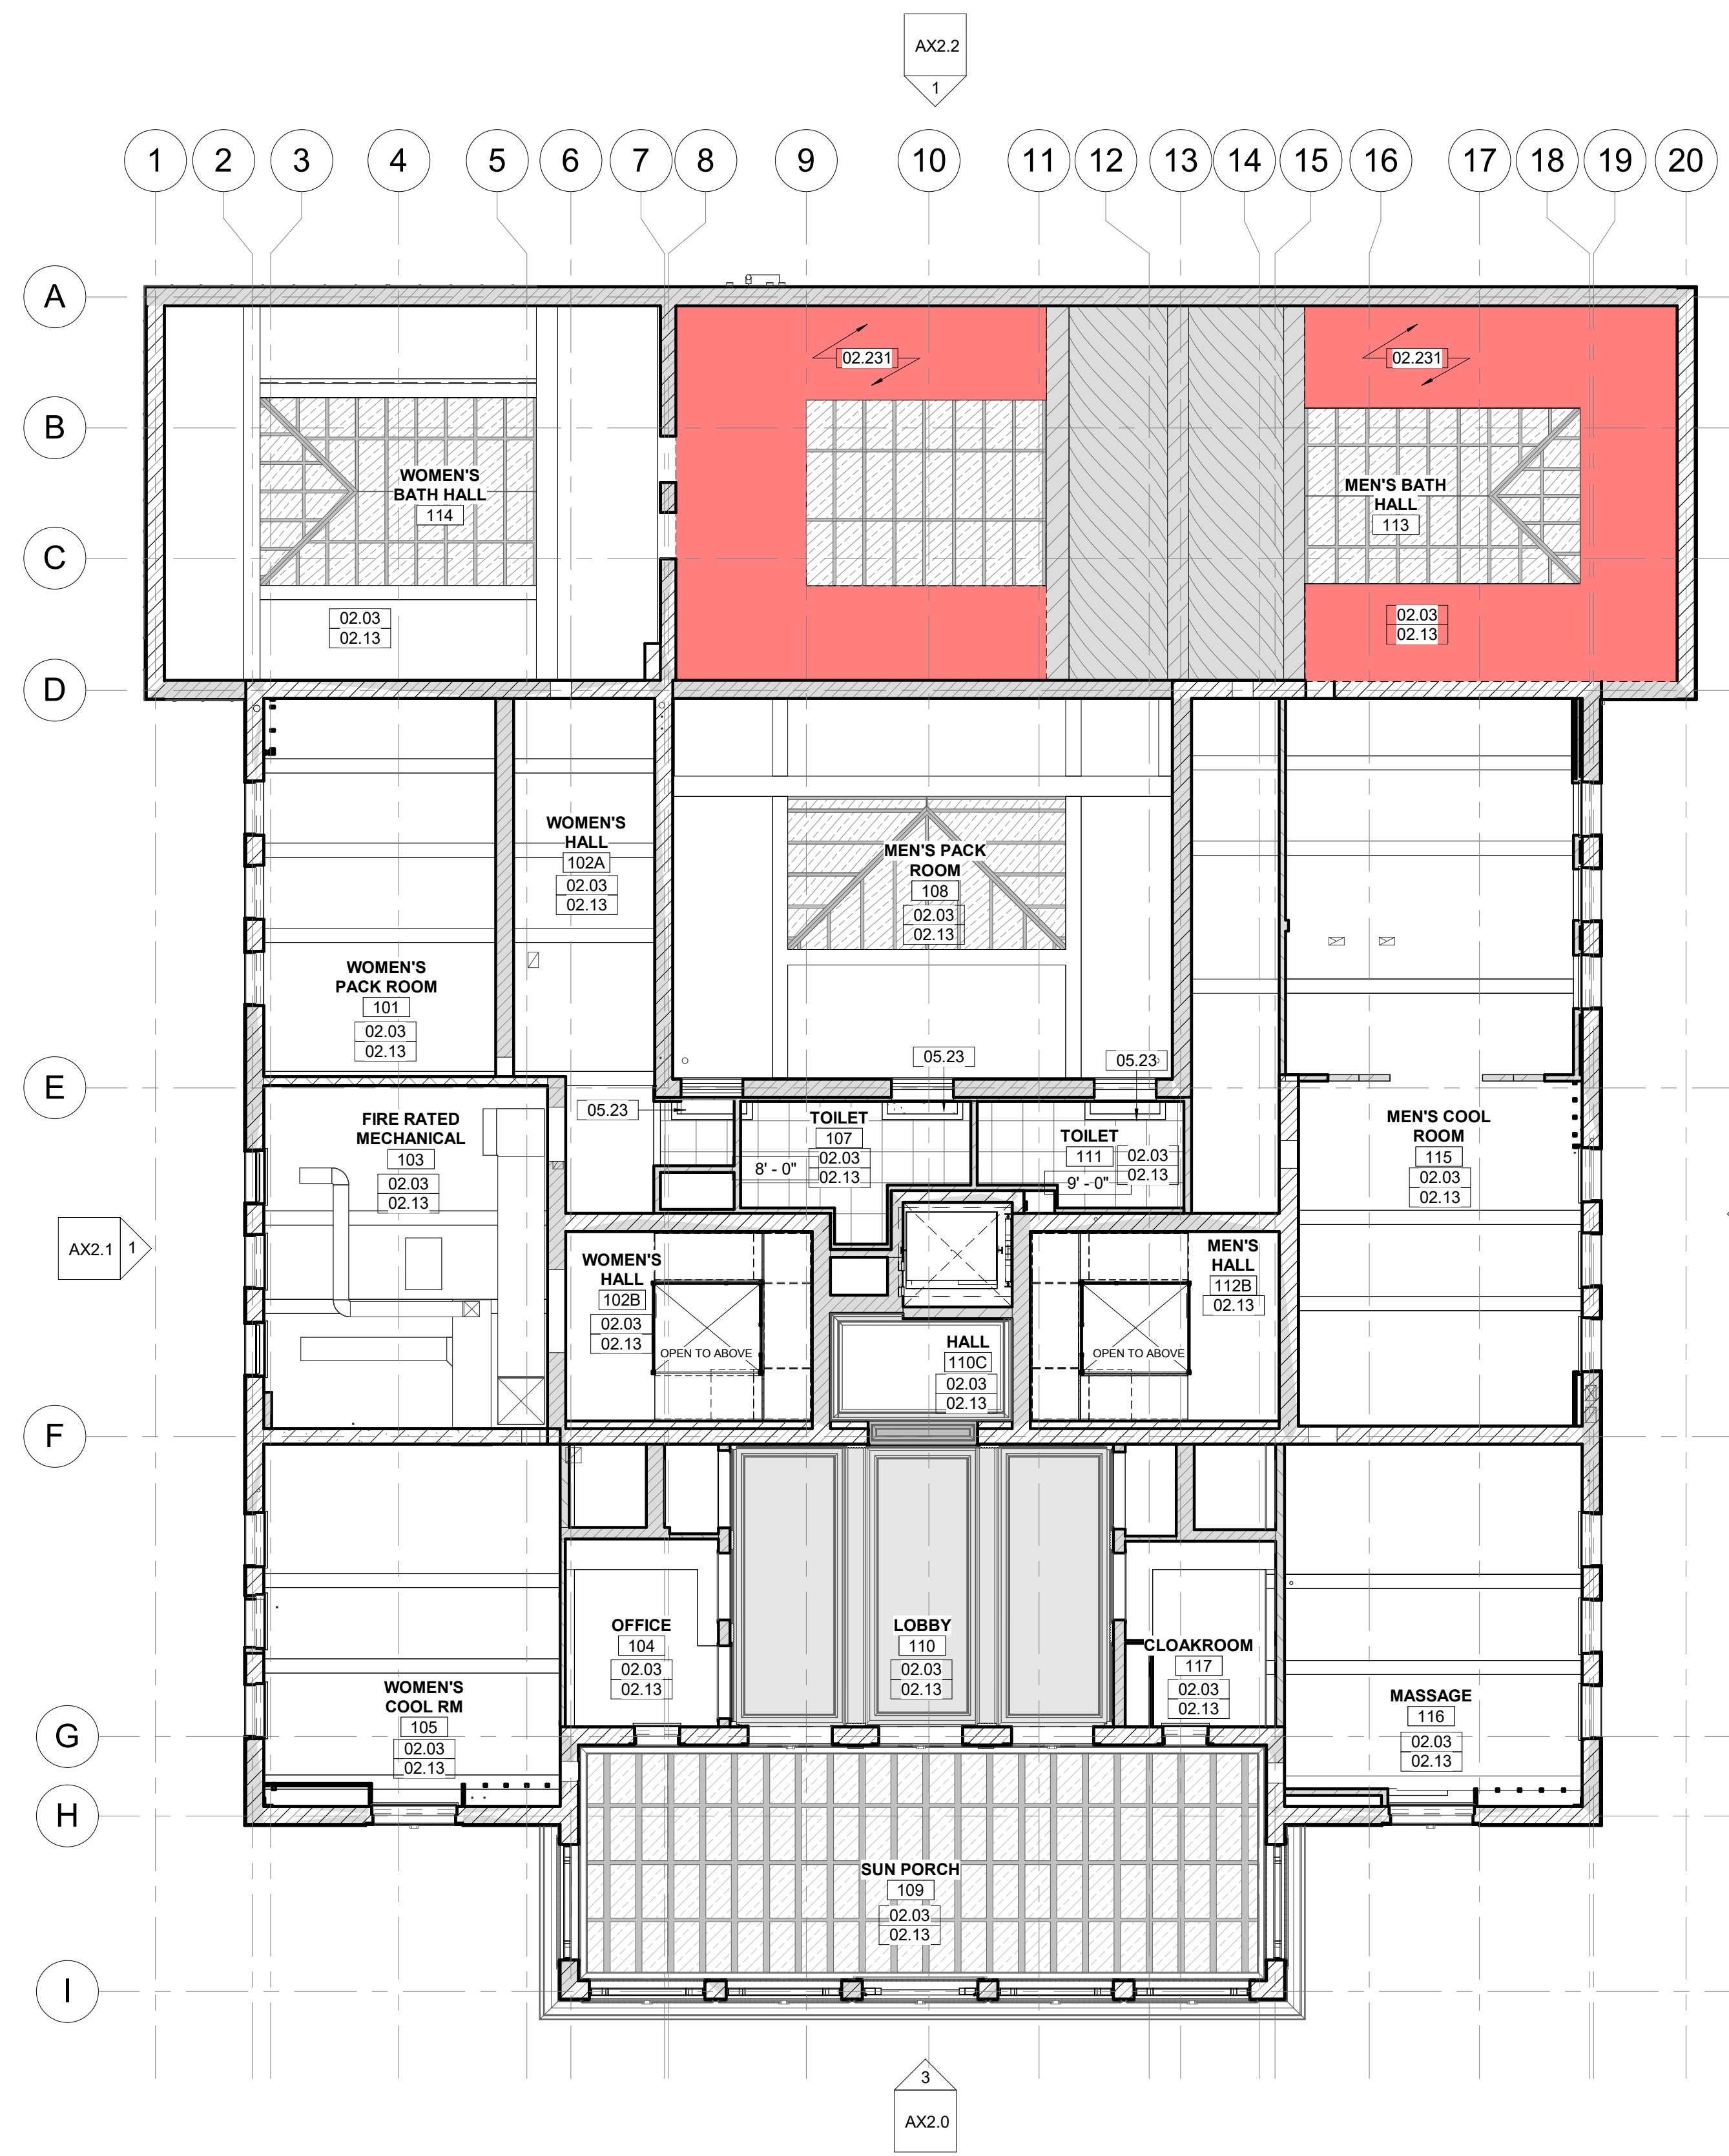 AX2.2
1
1 2 3 4 5 6 7 8 9 10 11 12 13 14 15 16 17 18 19 20
A
02.231
02.231
B
WOMEN'S
BATH HALL
114
MEN'S BATH
HALL
113
C
02.03
02.13
02.03
02.13
D
WOMEN'S
HALL
102A
02.03
02.13
MEN'S PACK
ROOM
108
02.03
02.13
WOMEN'S
PACK ROOM
101
02.03
02.13
05.23
05.23
E
05.23
FIRE RATED
MECHANICAL
103
02.03
02.13
TOILET
107
02.03
02.13
8' - 0"
TOILET
111
02.03
02.13
9' - 0"
MEN'S COOL
ROOM
115
02.03
02.13
AX2.1
1
WOMEN'S
HALL
102B
02.03
02.13
OPEN TO ABOVE
MEN'S
HALL
112B
02.13
OPEN TO ABOVE
HALL
110C
02.03
02.13
F
OFFICE
104
02.03
02.13
LOBBY
110
02.03
02.13
CLOAKROOM
117
02.03
02.13
WOMEN'S
COOL RM
105
02.03
02.13
MASSAGE
116
02.03
02.13
G
H
SUN PORCH
109
02.03
02.13
I
3
AX2.0